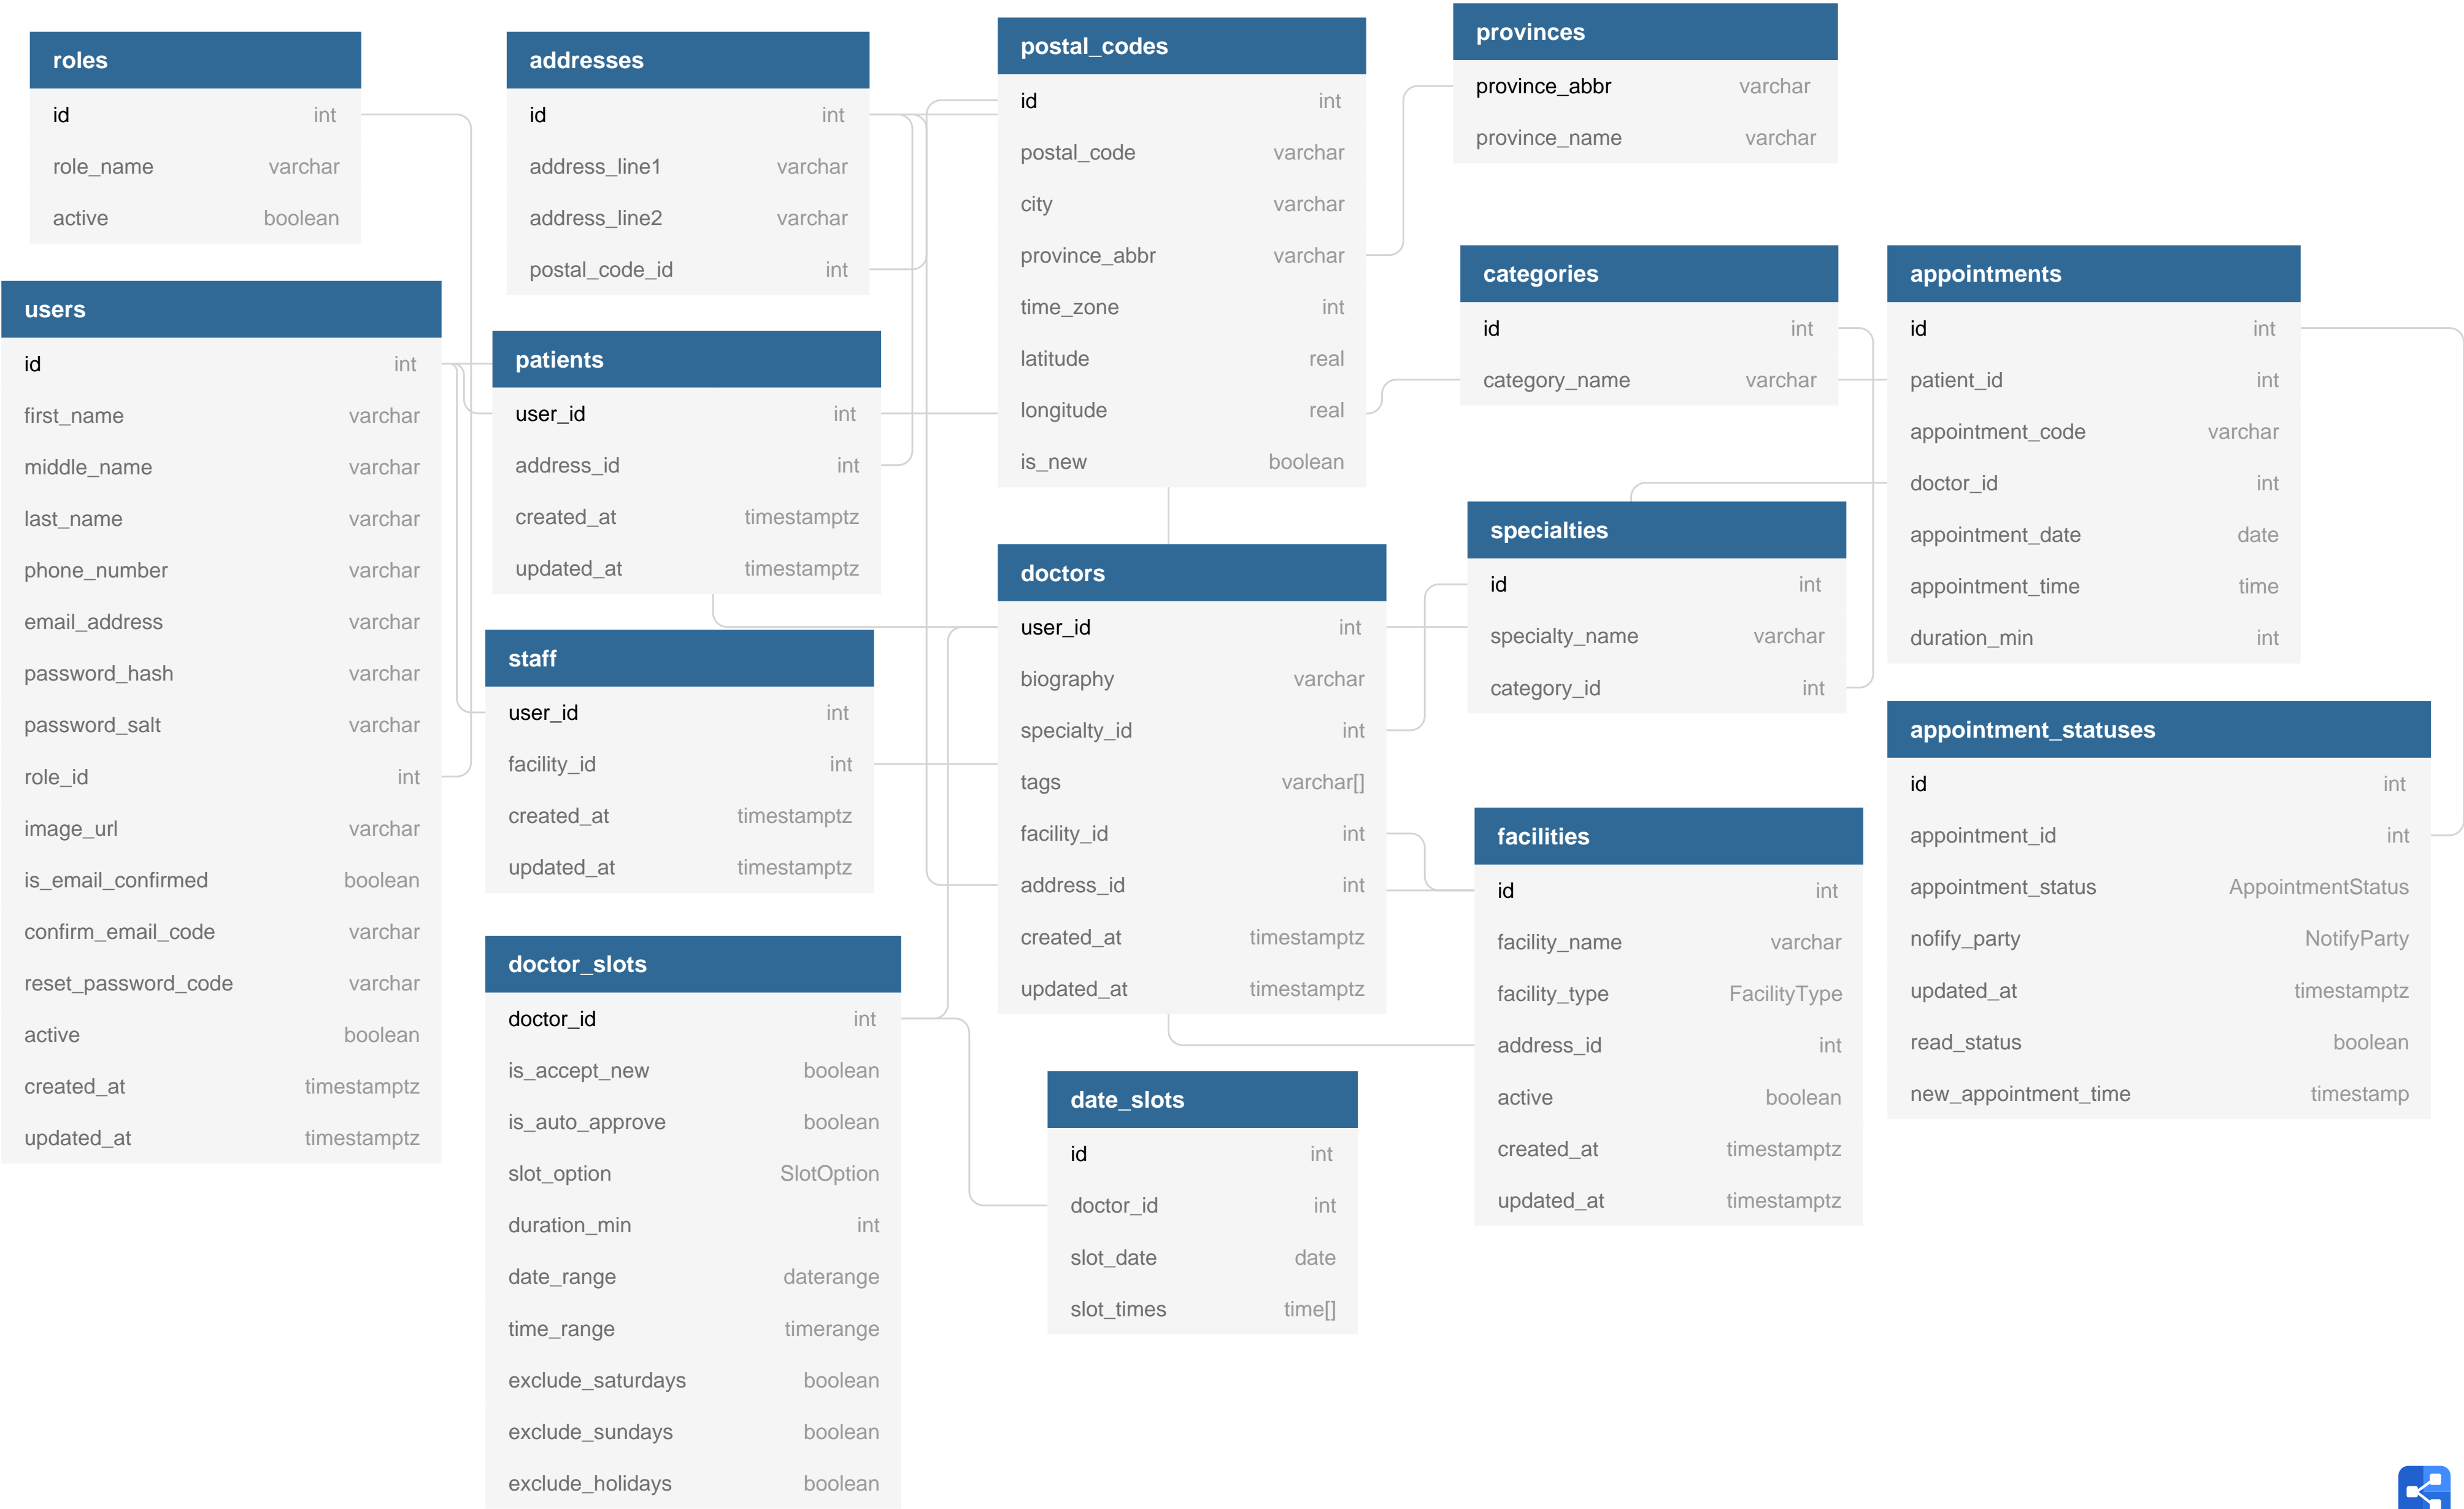 roles
id int
role_name varchar
active boolean
users
id int
first_name varchar
middle_name varchar
last_name varchar
phone_number varchar
email_address varchar
password_hash varchar
password_salt varchar
role_id int
image_url varchar
is_email_confirmed boolean
confirm_email_code varchar
reset_password_code varchar
active boolean
created_at timestamptz
updated_at timestamptz
addresses
id int
address_line1 varchar
address_line2 varchar
postal_code_id int
patients
user_id int
address_id int
created_at timestamptz
updated_at timestamptz
staff
user_id int
facility_id int
created_at timestamptz
updated_at timestamptz
doctor_slots
doctor_id int
is_accept_new boolean
is_auto_approve boolean
slot_option SlotOption
duration_min int
date_range daterange
time_range timerange
exclude_saturdays boolean
exclude_sundays boolean
exclude_holidays boolean
postal_codes
id int
postal_code varchar
city varchar
province_abbr varchar
time_zone int
latitude real
longitude real
is_new boolean
doctors
user_id int
biography varchar
specialty_id int
tags varchar[]
facility_id int
address_id int
created_at timestamptz
updated_at timestamptz
date_slots
id int
doctor_id int
slot_date date
slot_times time[]
provinces
province_abbr varchar
province_name varchar
categories
id int
category_name varchar
specialties
id int
specialty_name varchar
category_id int
facilities
id int
facility_name varchar
facility_type FacilityType
address_id int
active boolean
created_at timestamptz
updated_at timestamptz
appointments
id int
patient_id int
appointment_code varchar
doctor_id int
appointment_date date
appointment_time time
duration_min int
appointment_statuses
id int
appointment_id int
appointment_status AppointmentStatus
nofify_party NotifyParty
updated_at timestamptz
read_status boolean
new_appointment_time timestamp